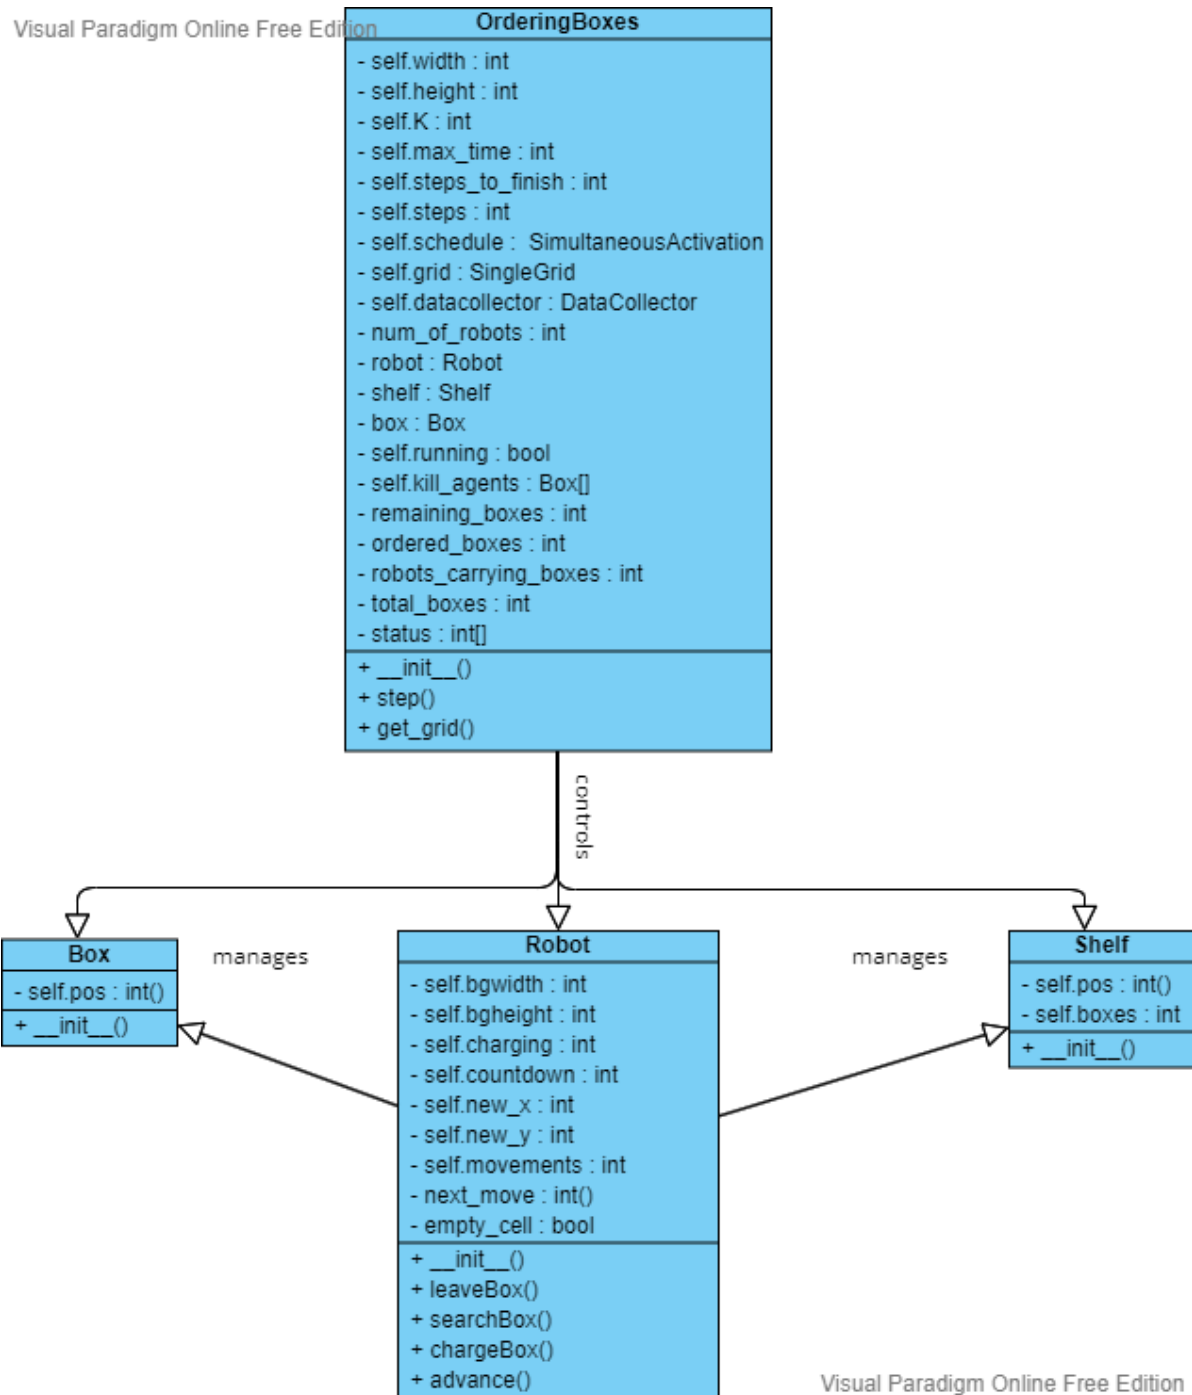 Visual Paradigm Online Free Edition
OrderingBoxes
- self.width : int
- self.height : int
- self.K : int
- self.max_time : int
- self.steps_to_finish : int
- self.steps : int
- self.schedule :  SimultaneousActivation
- self.grid : SingleGrid
- self.datacollector : DataCollector
- num_of_robots : int
- robot : Robot
- shelf : Shelf
- box : Box
- self.running : bool
- self.kill_agents : Box[]
- remaining_boxes : int
- ordered_boxes : int
- robots_carrying_boxes : int
- total_boxes : int
- status : int[]
+ __init__()
+ step()
+ get_grid()
controls
Box
- self.pos : int()
+ __init__()
manages
Robot
- self.bgwidth : int
- self.bgheight : int
- self.charging : int
- self.countdown : int
- self.new_x : int
- self.new_y : int
- self.movements : int
- next_move : int()
- empty_cell : bool
+ __init__()
+ leaveBox()
+ searchBox()
+ chargeBox()
+ advance()
manages
Shelf
- self.pos : int()
- self.boxes : int
+ __init__()
Visual Paradigm Online Free Edition